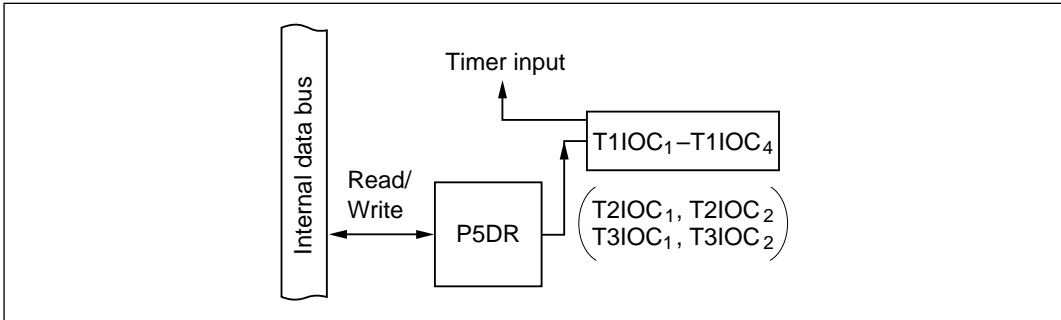 Internal data bus
Timer input
T1IOC₁–T1IOC₄
Read/
Write
P5DR
T2IOC₁, T2IOC₂
T3IOC₁, T3IOC₂